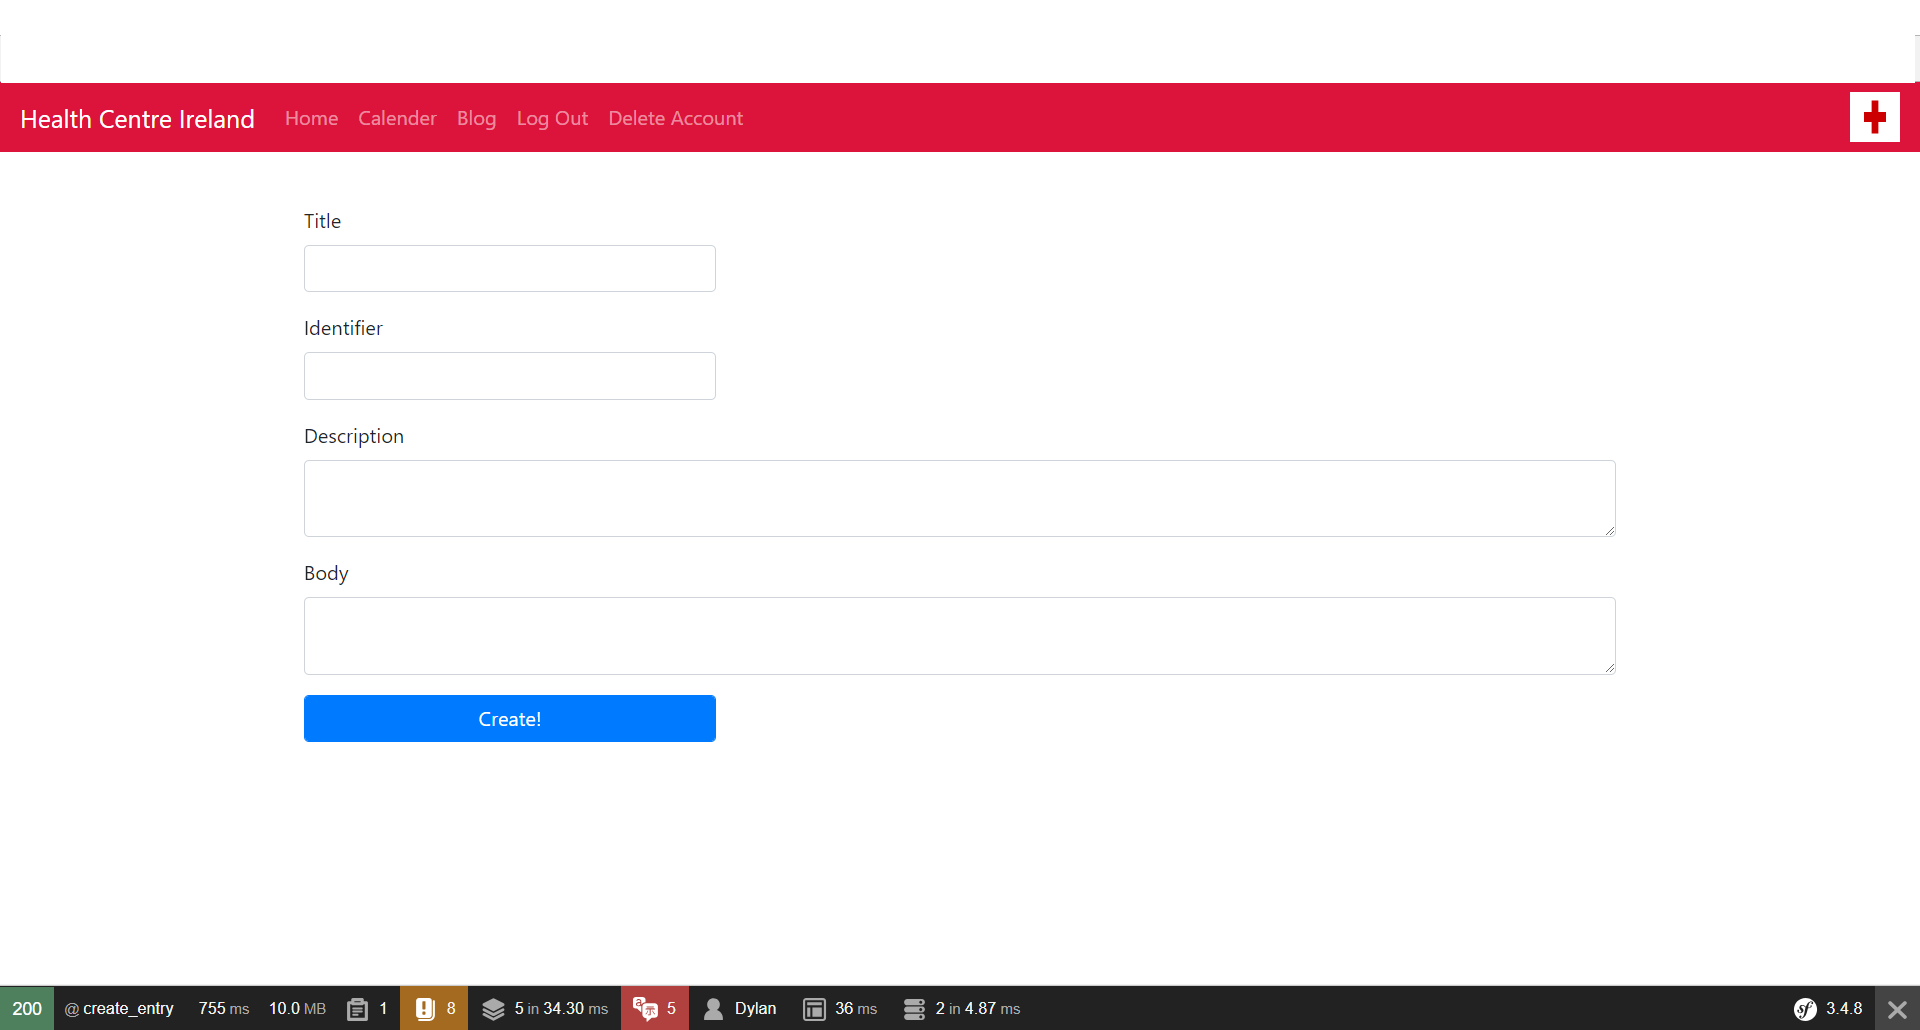 Health Centre Ireland Home Calender Blog Log Out Delete Account
Title
Identifier
Description
Body
Create!
200 @ create_entry 755 ms 10.0 MB 1 8 5 in 34.30 ms 5 Dylan 36 ms 2 in 4.87 ms sf 3.4.8